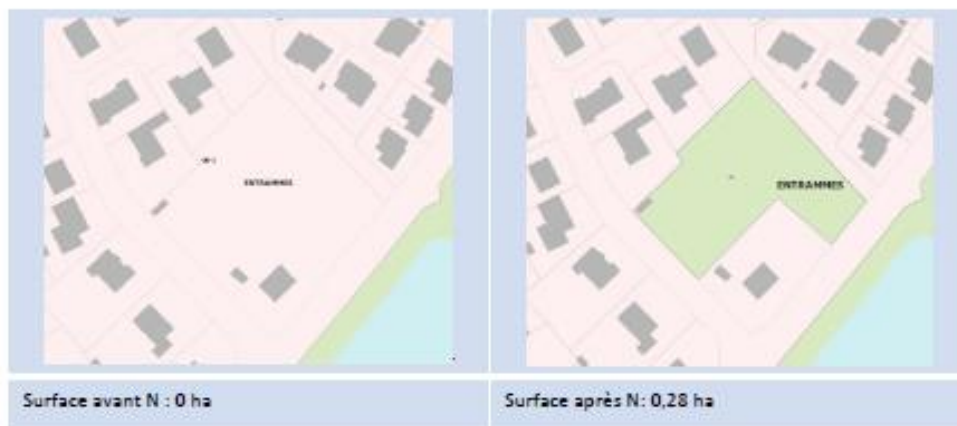 ENTRAMMES
ENTRAMMES
Surface avant N : 0 ha
Surface après N: 0,28 ha